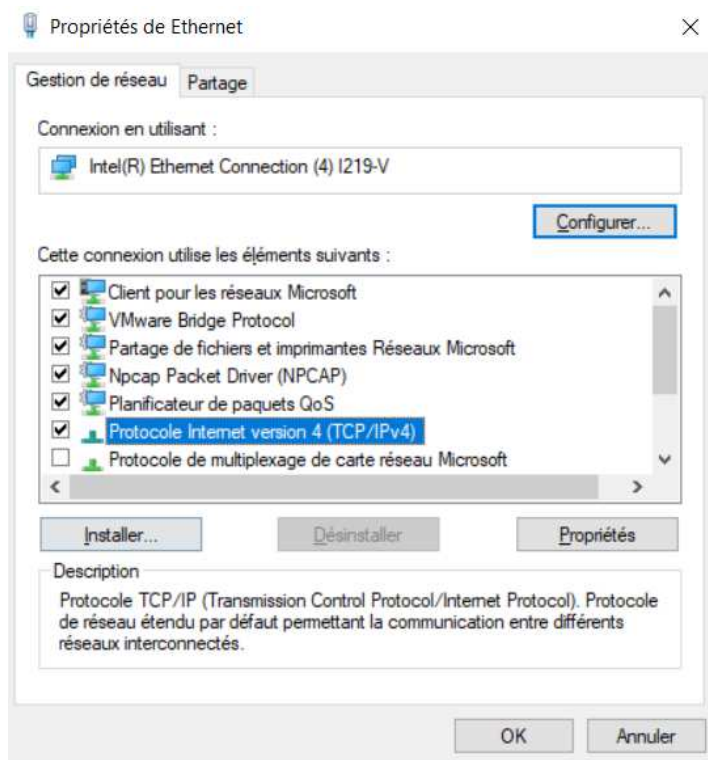 Propriétés de Ethernet
Gestion de réseau Partage
Connexion en utilisant :
Intel(R) Ethernet Connection (4) I219-V
Configurer...
Cette connexion utilise les éléments suivants :
Client pour les réseaux Microsoft
VMware Bridge Protocol
Partage de fichiers et imprimantes Réseaux Microsoft
Npcap Packet Driver (NPCAP)
Planificateur de paquets QoS
Protocole Internet version 4 (TCP/IPv4)
Protocole de multiplexage de carte réseau Microsoft
Installer... Désinstaller Propriétés
Description
Protocole TCP/IP (Transmission Control Protocol/Internet Protocol). Protocole
de réseau étendu par défaut permettant la communication entre différents
réseaux interconnectés.
OK Annuler